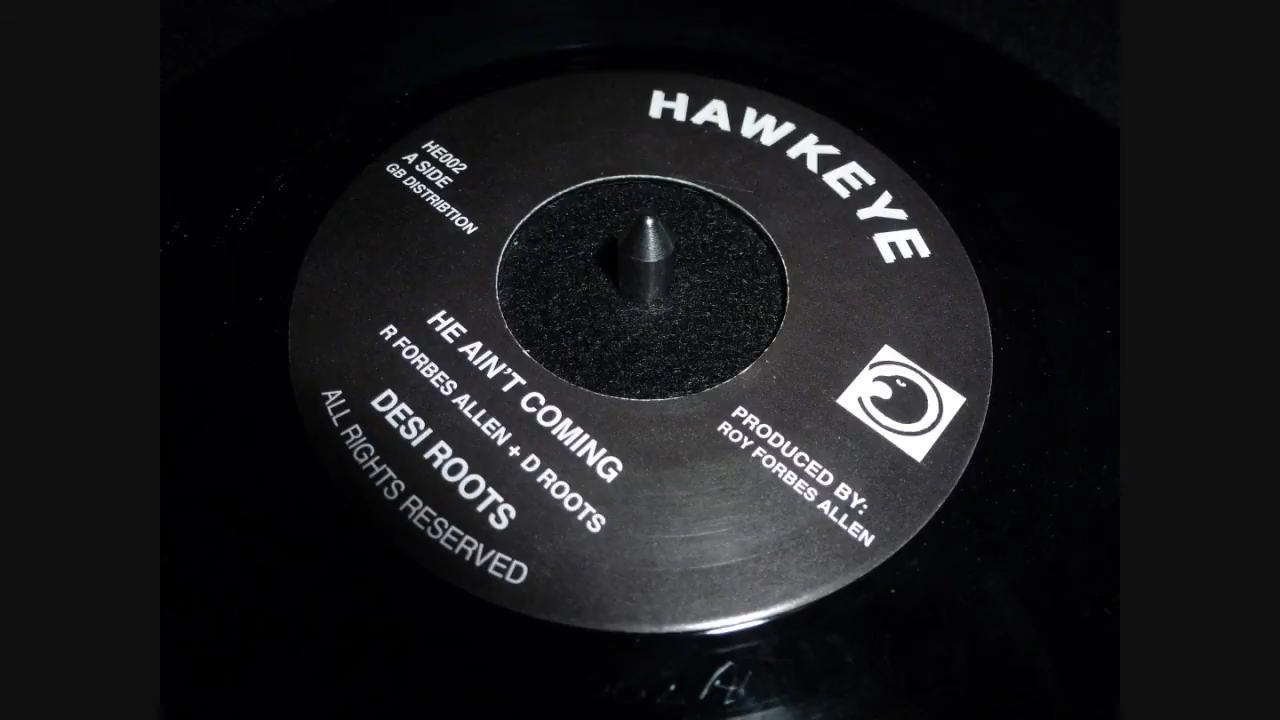 HAWKEYE
HE002
A SIDE
GB DISTRIBTION
HE AIN'T COMING
R FORBES ALLEN + D ROOTS
DESI ROOTS
ALL RIGHTS RESERVED
PRODUCED BY:
ROY FORBES ALLEN